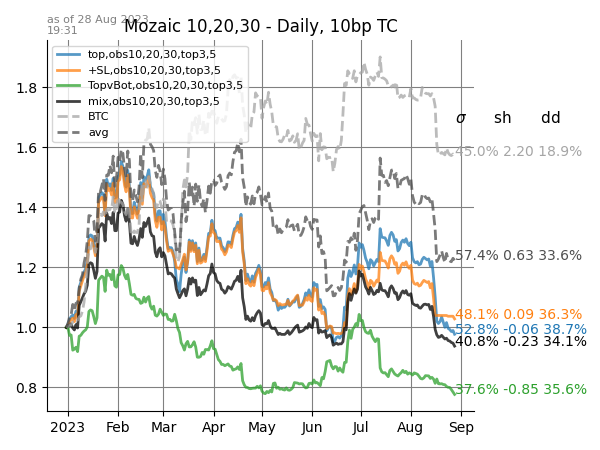 as of 28 Aug 2023
19:31
Mozaic 10,20,30 - Daily, 10bp TC
top,obs10,20,30,top3,5
+SL,obs10,20,30,top3,5
TopvBot,obs10,20,30,top3,5
mix,obs10,20,30,top3,5
BTC
avg
σ sh dd
45.0% 2.20 18.9%
57.4% 0.63 33.6%
48.1% 0.09 36.3%
52.8% -0.06 38.7%
40.8% -0.23 34.1%
37.6% -0.85 35.6%
1.8
1.6
1.4
1.2
1.0
0.8
2023 Feb Mar Apr May Jun Jul Aug Sep